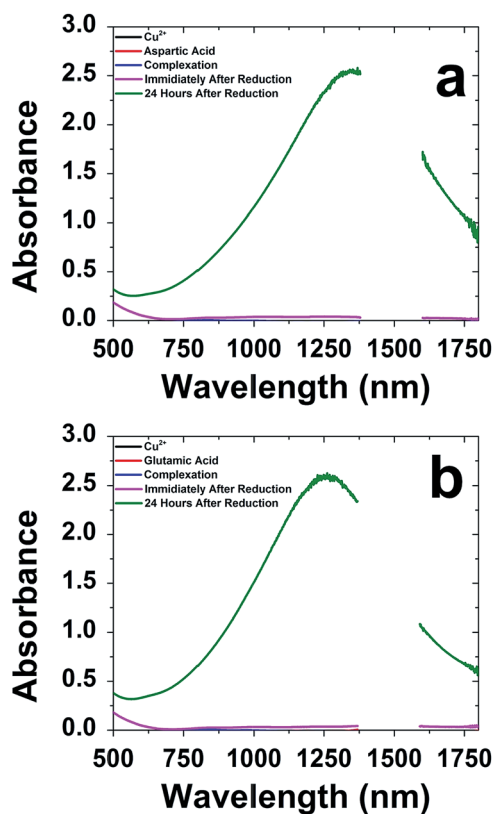 3.0
2.5
2.0
1.5
1.0
0.5
0.0
Absorbance
Cu2+
Aspartic Acid
Complexation
Immidiately After Reduction
24 Hours After Reduction
a
500 750 1000 1250 1500 1750
Wavelength (nm)
3.0
2.5
2.0
1.5
1.0
0.5
0.0
Absorbance
Cu2+
Glutamic Acid
Complexation
Immidiately After Reduction
24 Hours After Reduction
b
500 750 1000 1250 1500 1750
Wavelength (nm)